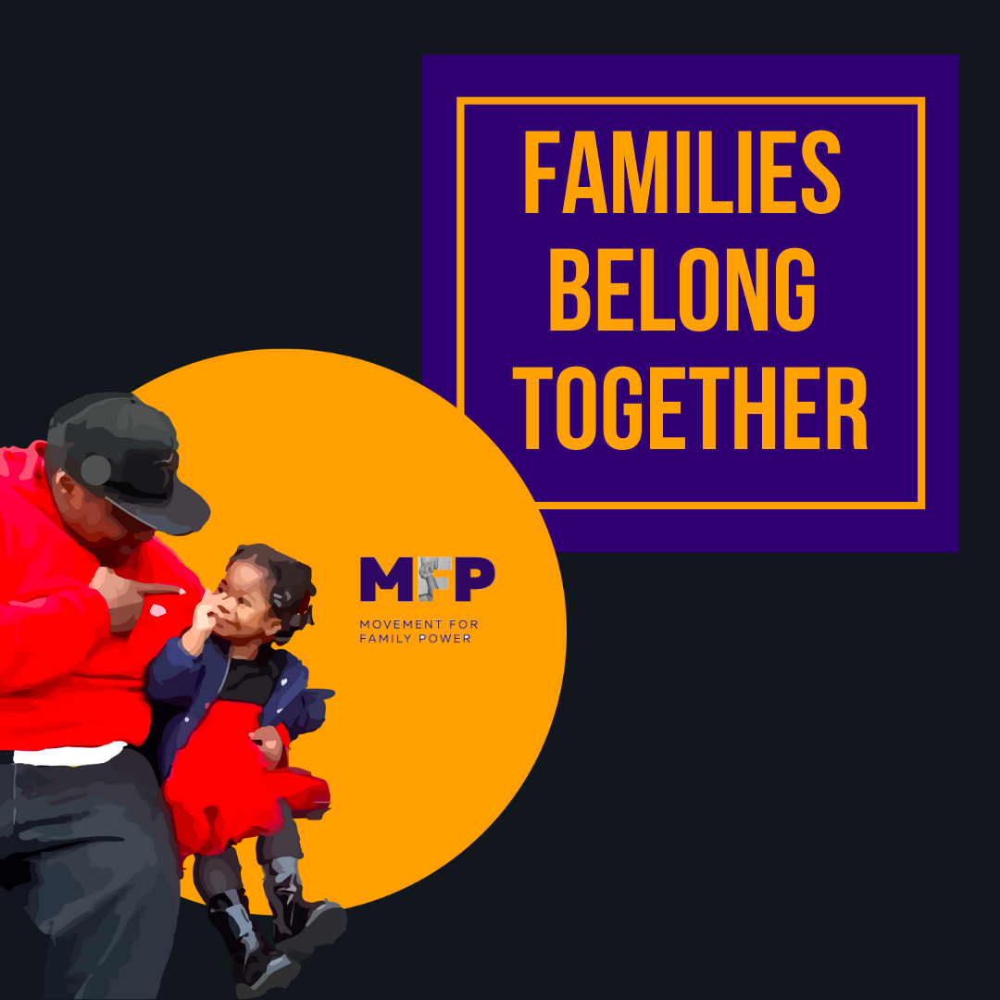 FAMILIES
BELONG
TOGETHER
MFP
MOVEMENT FOR
FAMILY POWER